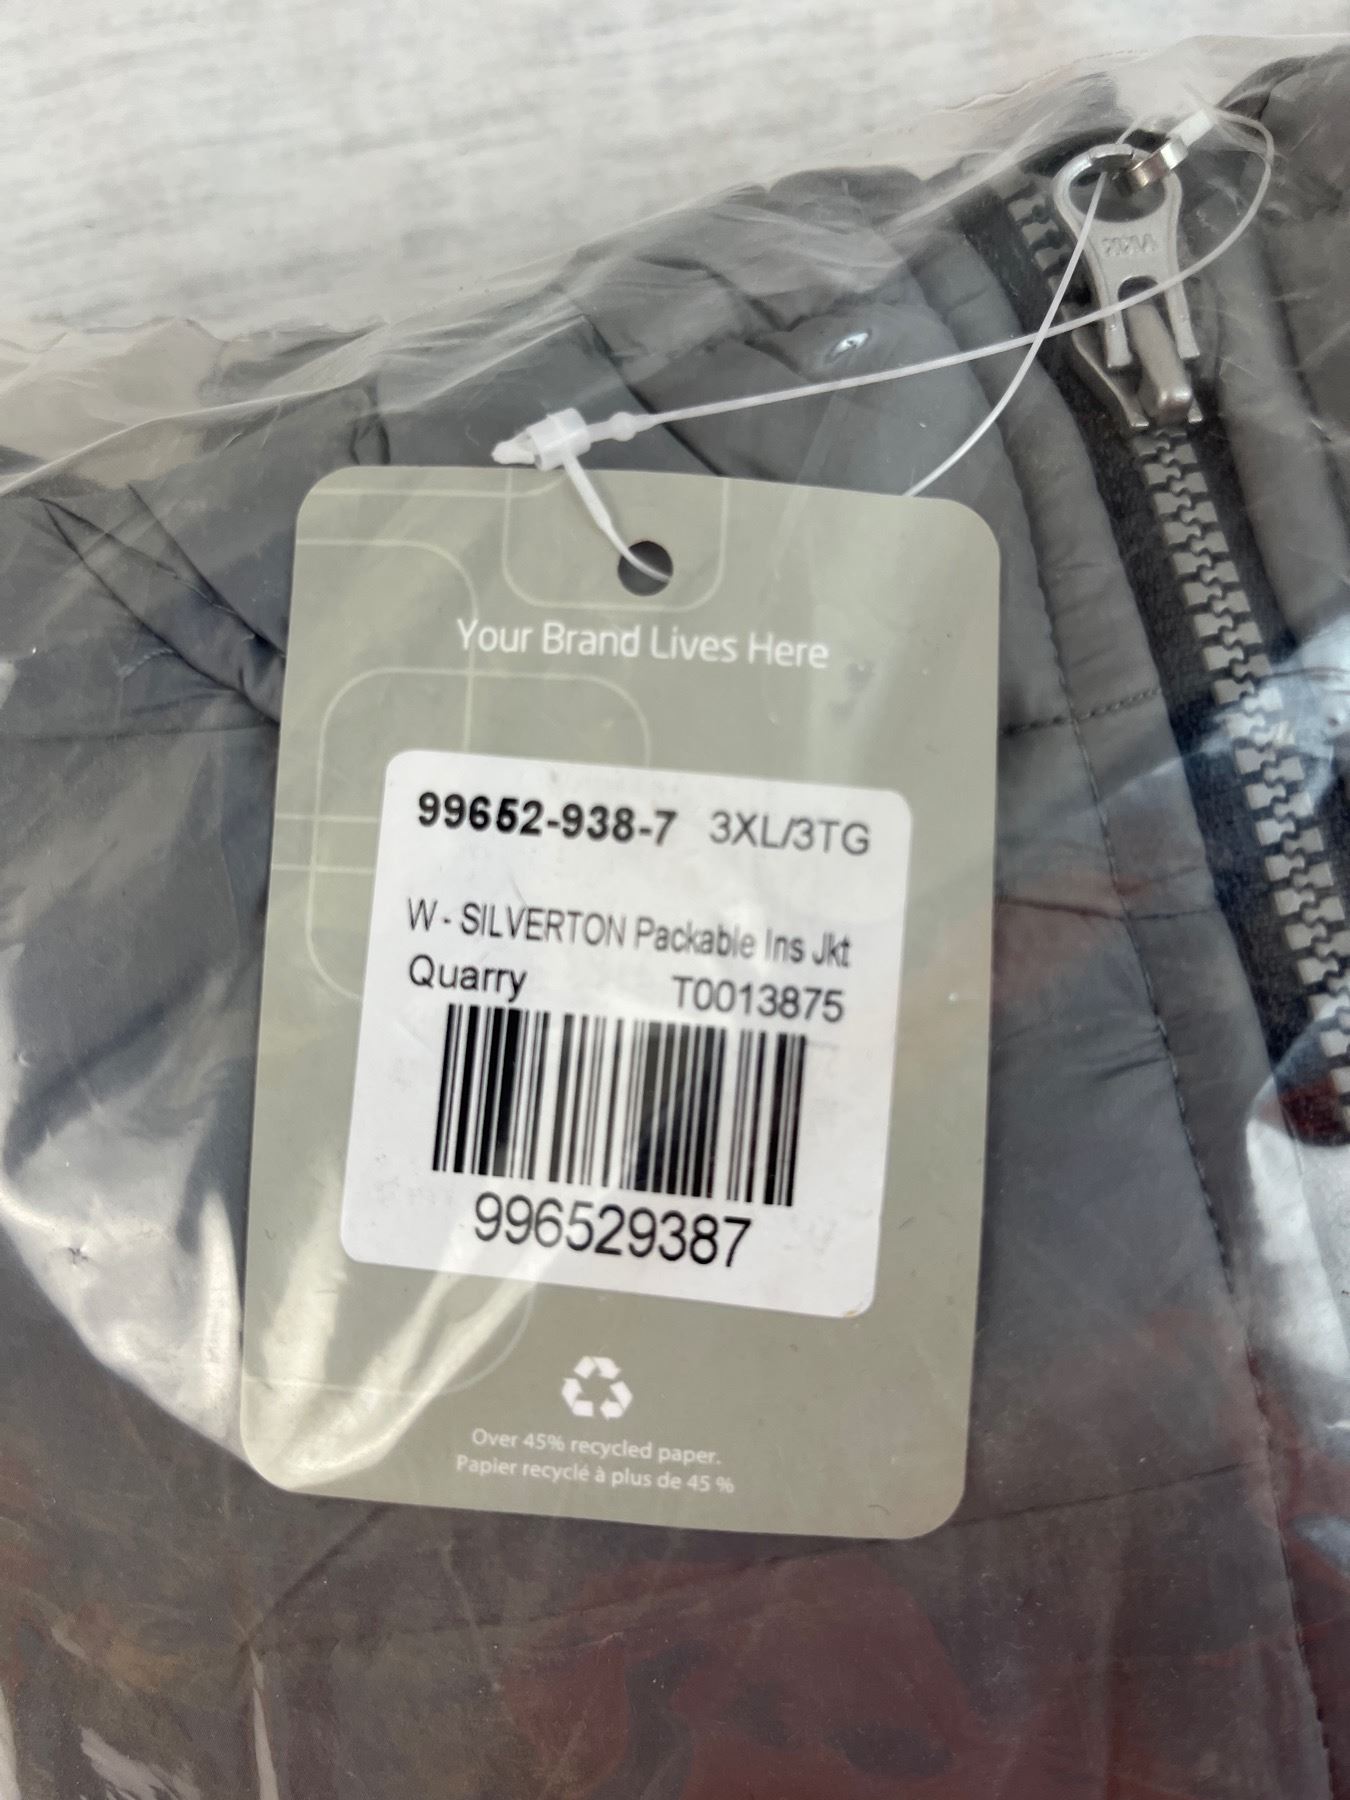 Your Brand Lives Here
99652-938-7 3XL/3TG
W - SILVERTON Packable Ins Jkt
Quarry T0013875
996529387
Over 45% recycled paper.
Papier recyclé à plus de 45 %